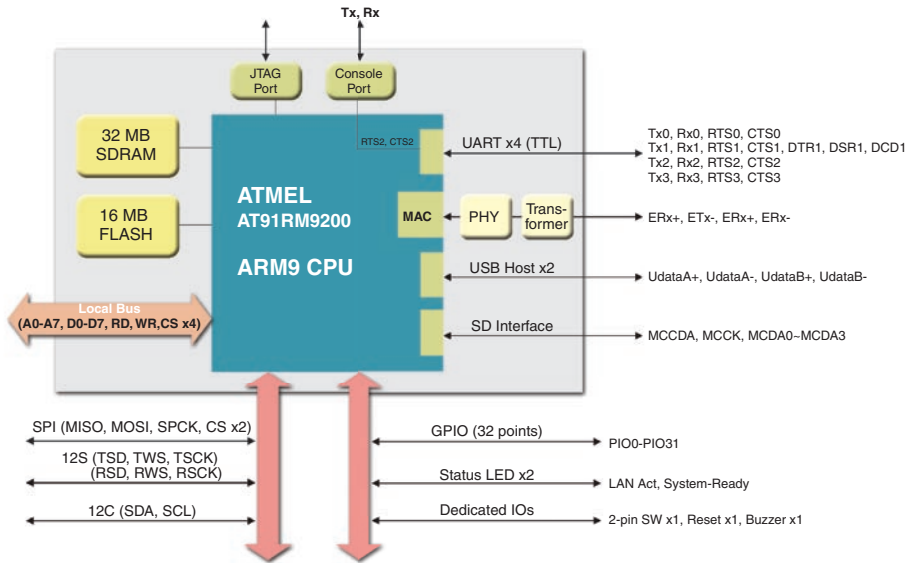 Tx, Rx
JTAG
Port
Console
Port
32 MB
SDRAM
RTS2, CTS2
UART x4 (TTL)
Tx0, Rx0, RTS0, CTS0
Tx1, Rx1, RTS1, CTS1, DTR1, DSR1, DCD1
Tx2, Rx2, RTS2, CTS2
Tx3, Rx3, RTS3, CTS3
ATMEL
AT91RM9200
ARM9 CPU
16 MB
FLASH
MAC
PHY
Trans-
former
ERx+, ETx-, ERx+, ERx-
USB Host x2
UdataA+, UdataA-, UdataB+, UdataB-
Local Bus
(A0-A7, D0-D7, RD, WR,CS x4)
SD Interface
MCCDA, MCCK, MCDA0~MCDA3
SPI (MISO, MOSI, SPCK, CS x2)
12S (TSD, TWS, TSCK)
(RSD, RWS, RSCK)
12C (SDA, SCL)
GPIO (32 points)
PIO0-PIO31
Status LED x2
LAN Act, System-Ready
Dedicated IOs
2-pin SW x1, Reset x1, Buzzer x1